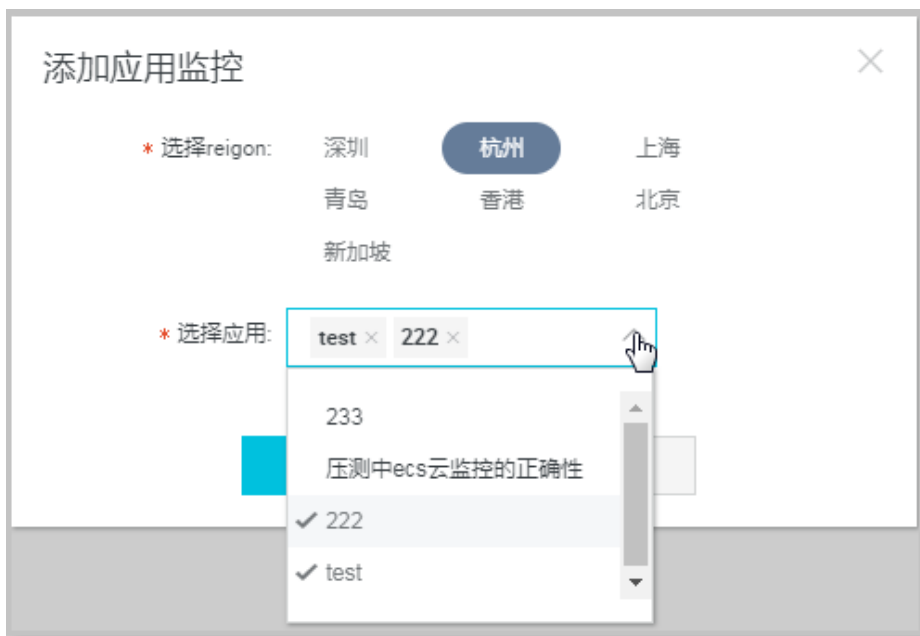 添加应用监控
* 选择reigon: 深圳 杭州 上海
青岛 香港 北京
新加坡
* 选择应用: test × 222 ×
233
压测中ecs云监控的正确性
222
test